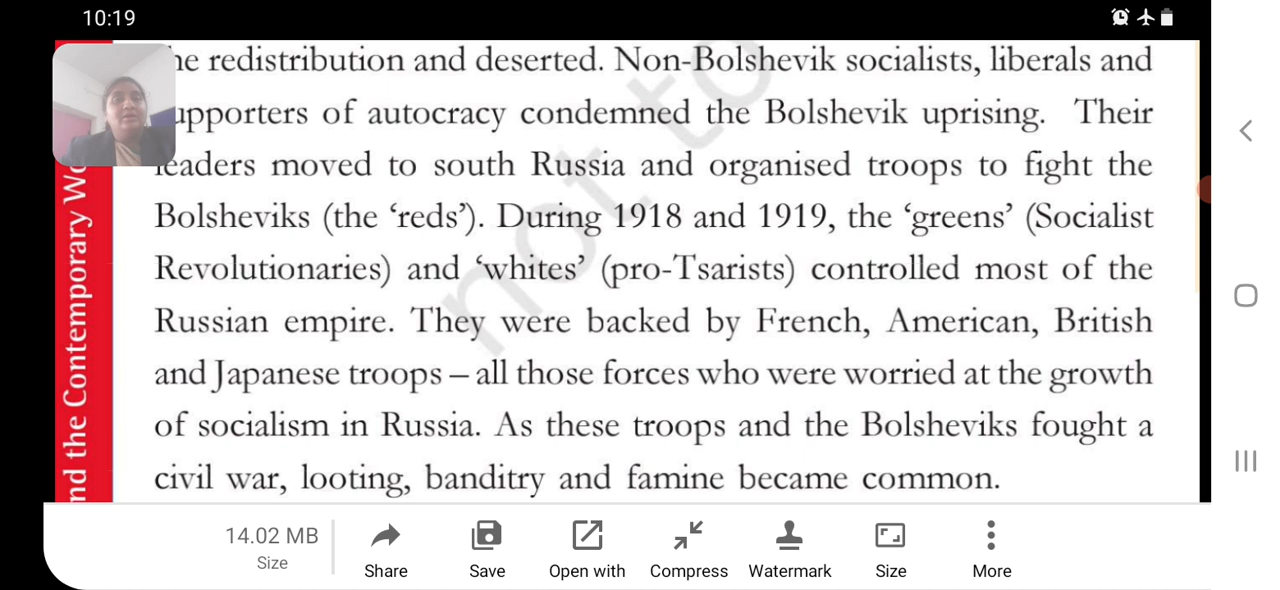 10:19
he redistribution and deserted. Non-Bolshevik socialists, liberals and
upporters of autocracy condemned the Bolshevik uprising. Their
leaders moved to south Russia and organised troops to fight the
Bolsheviks (the ‘reds’). During 1918 and 1919, the ‘greens’ (Socialist
Revolutionaries) and ‘whites’ (pro-Tsarists) controlled most of the
Russian empire. They were backed by French, American, British
and Japanese troops – all those forces who were worried at the growth
of socialism in Russia. As these troops and the Bolsheviks fought a
civil war, looting, banditry and famine became common.
nd the Contemporary Wo
not to
14.02 MB
Size
Share
Save
Open with
Compress
Watermark
Size
More